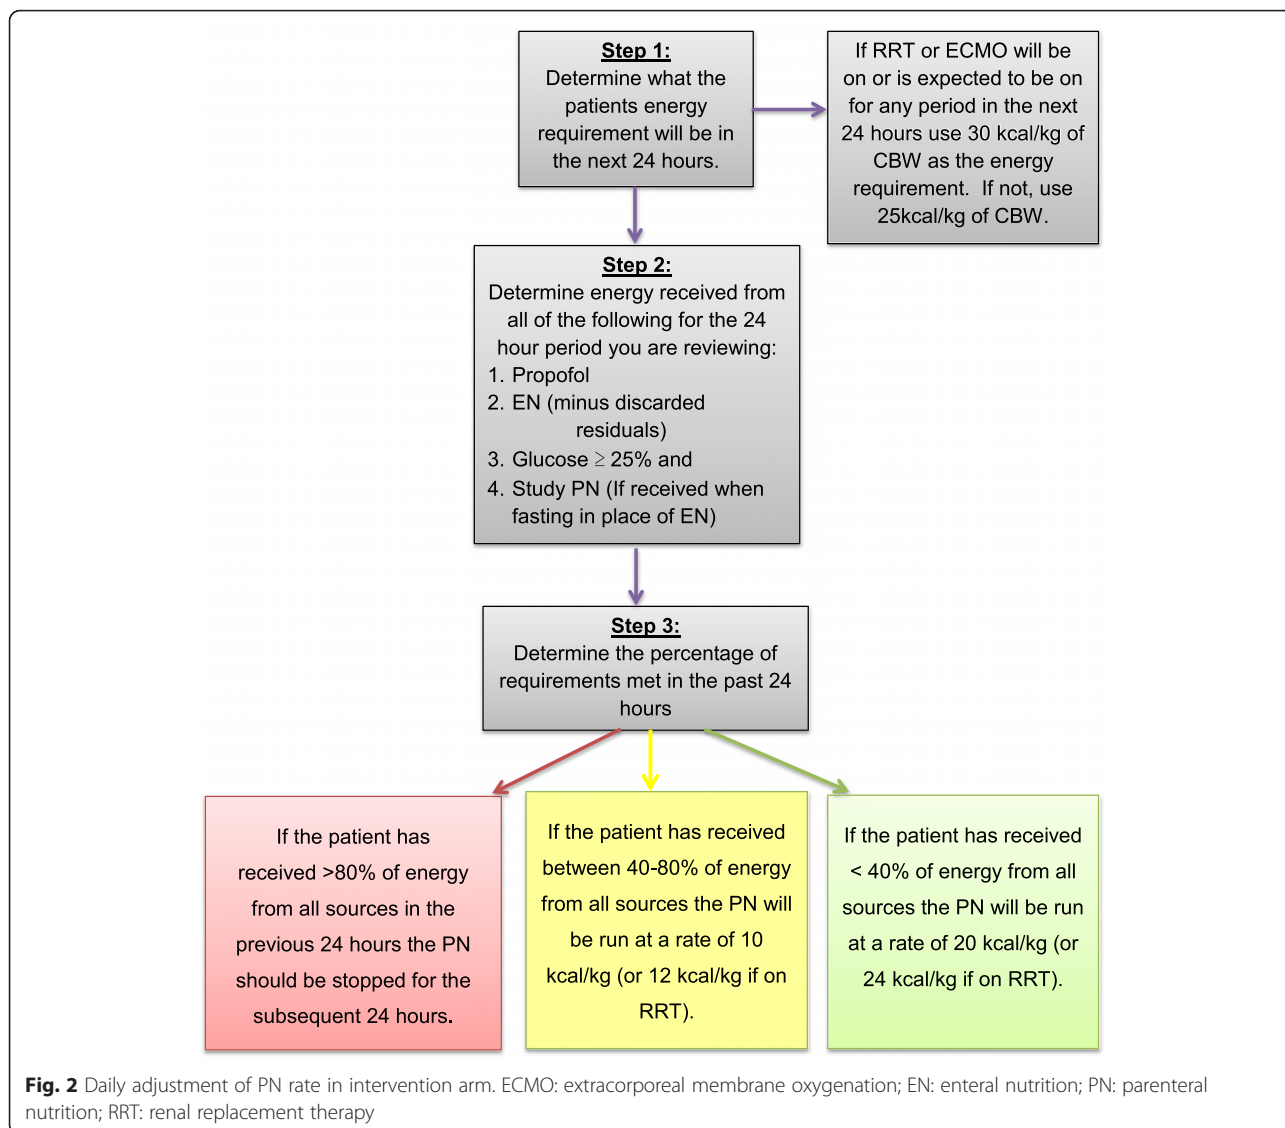 Step 1:
Determine what the
patients energy
requirement will be in
the next 24 hours.
If RRT or ECMO will be
on or is expected to be on
for any period in the next
24 hours use 30 kcal/kg of
CBW as the energy
requirement.  If not, use
25kcal/kg of CBW.
Step 2:
Determine energy received from
all of the following for the 24
hour period you are reviewing:
1. Propofol
2. EN (minus discarded
residuals)
3. Glucose ≥ 25% and
4. Study PN (If received when
fasting in place of EN)
Step 3:
Determine the percentage of
requirements met in the past 24
hours
If the patient has
received >80% of energy
from all sources in the
previous 24 hours the PN
should be stopped for the
subsequent 24 hours.
If the patient has received
between 40-80% of energy
from all sources the PN will
be run at a rate of 10
kcal/kg (or 12 kcal/kg if on
RRT).
If the patient has received
< 40% of energy from all
sources the PN will be run
at a rate of 20 kcal/kg (or
24 kcal/kg if on RRT).
Fig. 2 Daily adjustment of PN rate in intervention arm. ECMO: extracorporeal membrane oxygenation; EN: enteral nutrition; PN: parenteral
nutrition; RRT: renal replacement therapy